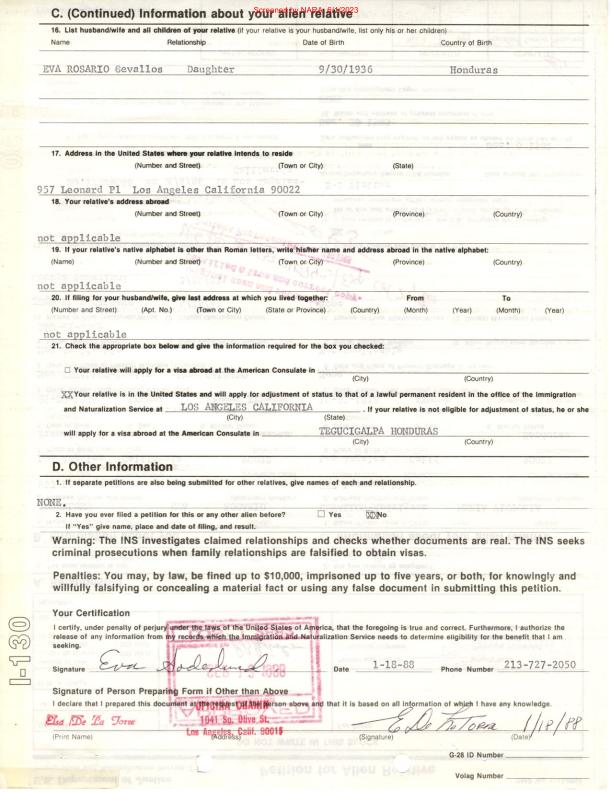 Screened by NARA, 8/4/2023
C. (Continued) Information about your alien relative
16. List husband/wife and all children of your relative (if your relative is your husband/wife, list only his or her children)
Name Relationship Date of Birth Country of Birth
EVA ROSARIO Gevallos Daughter 9/30/1936 Honduras
17. Address in the United States where your relative intends to reside
(Number and Street) (Town or City) (State)
957 Leonard Pl Los Angeles California 90022
18. Your relative's address abroad
(Number and Street) (Town or City) (Province) (Country)
not applicable
19. If your relative's native alphabet is other than Roman letters, write his/her name and address abroad in the native alphabet:
(Name) (Number and Street) (Town or City) (Province) (Country)
not applicable
20. If filing for your husband/wife, give last address at which you lived together: From To
(Number and Street) (Apt. No.) (Town or City) (State or Province) (Country) (Month) (Year) (Month) (Year)
not applicable
21. Check the appropriate box below and give the information required for the box you checked:
☐ Your relative will apply for a visa abroad at the American Consulate in
(City) (Country)
XX Your relative is in the United States and will apply for adjustment of status to that of a lawful permanent resident in the office of the Immigration
and Naturalization Service at LOS ANGELES CALIFORNIA . If your relative is not eligible for adjustment of status, he or she
(City) (State)
will apply for a visa abroad at the American Consulate in TEGUCIGALPA HONDURAS
(City) (Country)
D. Other Information
1. If separate petitions are also being submitted for other relatives, give names of each and relationship.
NONE.
2. Have you ever filed a petition for this or any other alien before? ☐ Yes XX No
If "Yes" give name, place and date of filing, and result.
Warning: The INS investigates claimed relationships and checks whether documents are real. The INS seeks
criminal prosecutions when family relationships are falsified to obtain visas.
Penalties: You may, by law, be fined up to $10,000, imprisoned up to five years, or both, for knowingly and
willfully falsifying or concealing a material fact or using any false document in submitting this petition.
Your Certification
I certify, under penalty of perjury under the laws of the United States of America, that the foregoing is true and correct. Furthermore, I authorize the
release of any information from my records which the Immigration and Naturalization Service needs to determine eligibility for the benefit that I am
seeking.
Signature Eva Soderlund Date 1-18-88 Phone Number 213-727-2050
Signature of Person Preparing Form if Other than Above
I declare that I prepared this document at the request of the person above and that it is based on all information of which I have any knowledge.
Elsa De La Torre 1041 So. Olive St. E De La Torre 1/18/88
Los Angeles, Calif. 90015
(Print Name) (Address) (Signature) (Date)
G-28 ID Number
Volag Number
I-130